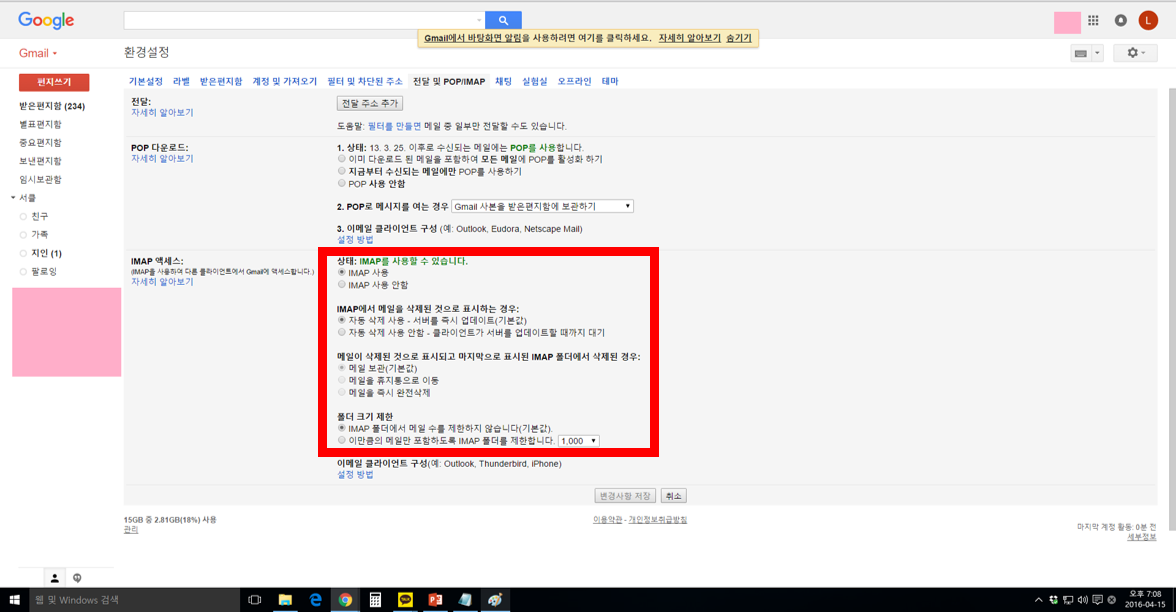 Google
L
Gmail에서 바탕화면 알림을 사용하려면 여기를 클릭하세요. 자세히 알아보기 숨기기
Gmail
환경설정
편지쓰기
기본설정 라벨 받은편지함 계정 및 가져오기 필터 및 차단된 주소 전달 및 POP/IMAP 채팅 실험실 오프라인 테마
받은편지함 (234)
별표편지함
중요편지함
보낸편지함
임시보관함
서클
친구
가족
지인 (1)
팔로잉
전달:
자세히 알아보기
전달 주소 추가
도움말: 필터를 만들면 메일 중 일부만 전달할 수도 있습니다.
POP 다운로드:
자세히 알아보기
1. 상태: 13. 3. 25. 이후로 수신되는 메일에는 POP를 사용합니다.
이미 다운로드 된 메일을 포함하여 모든 메일에 POP를 활성화 하기
지금부터 수신되는 메일에만 POP를 사용하기
POP 사용 안함
2. POP로 메시지를 여는 경우 Gmail 사본을 받은편지함에 보관하기
3. 이메일 클라이언트 구성 (예: Outlook, Eudora, Netscape Mail)
설정 방법
IMAP 액세스:
(IMAP을 사용하여 다른 클라이언트에서 Gmail에 액세스합니다.)
자세히 알아보기
상태: IMAP를 사용할 수 있습니다.
IMAP 사용
IMAP 사용 안함
IMAP에서 메일을 삭제된 것으로 표시하는 경우:
자동 삭제 사용 - 서버를 즉시 업데이트(기본값)
자동 삭제 사용 안함 - 클라이언트가 서버를 업데이트할 때까지 대기
메일이 삭제된 것으로 표시되고 마지막으로 표시된 IMAP 폴더에서 삭제된 경우:
메일 보관(기본값)
메일을 휴지통으로 이동
메일을 즉시 완전삭제
폴더 크기 제한
IMAP 폴더에서 메일 수를 제한하지 않습니다(기본값).
이만큼의 메일만 포함하도록 IMAP 폴더를 제한합니다. 1,000
이메일 클라이언트 구성(예: Outlook, Thunderbird, iPhone)
설정 방법
변경사항 저장 취소
15GB 중 2.81GB(18%) 사용
관리
이용약관 - 개인정보취급방침
마지막 계정 활동: 0분 전
세부정보
웹 및 Windows 검색
오후 7:08
2016-04-15